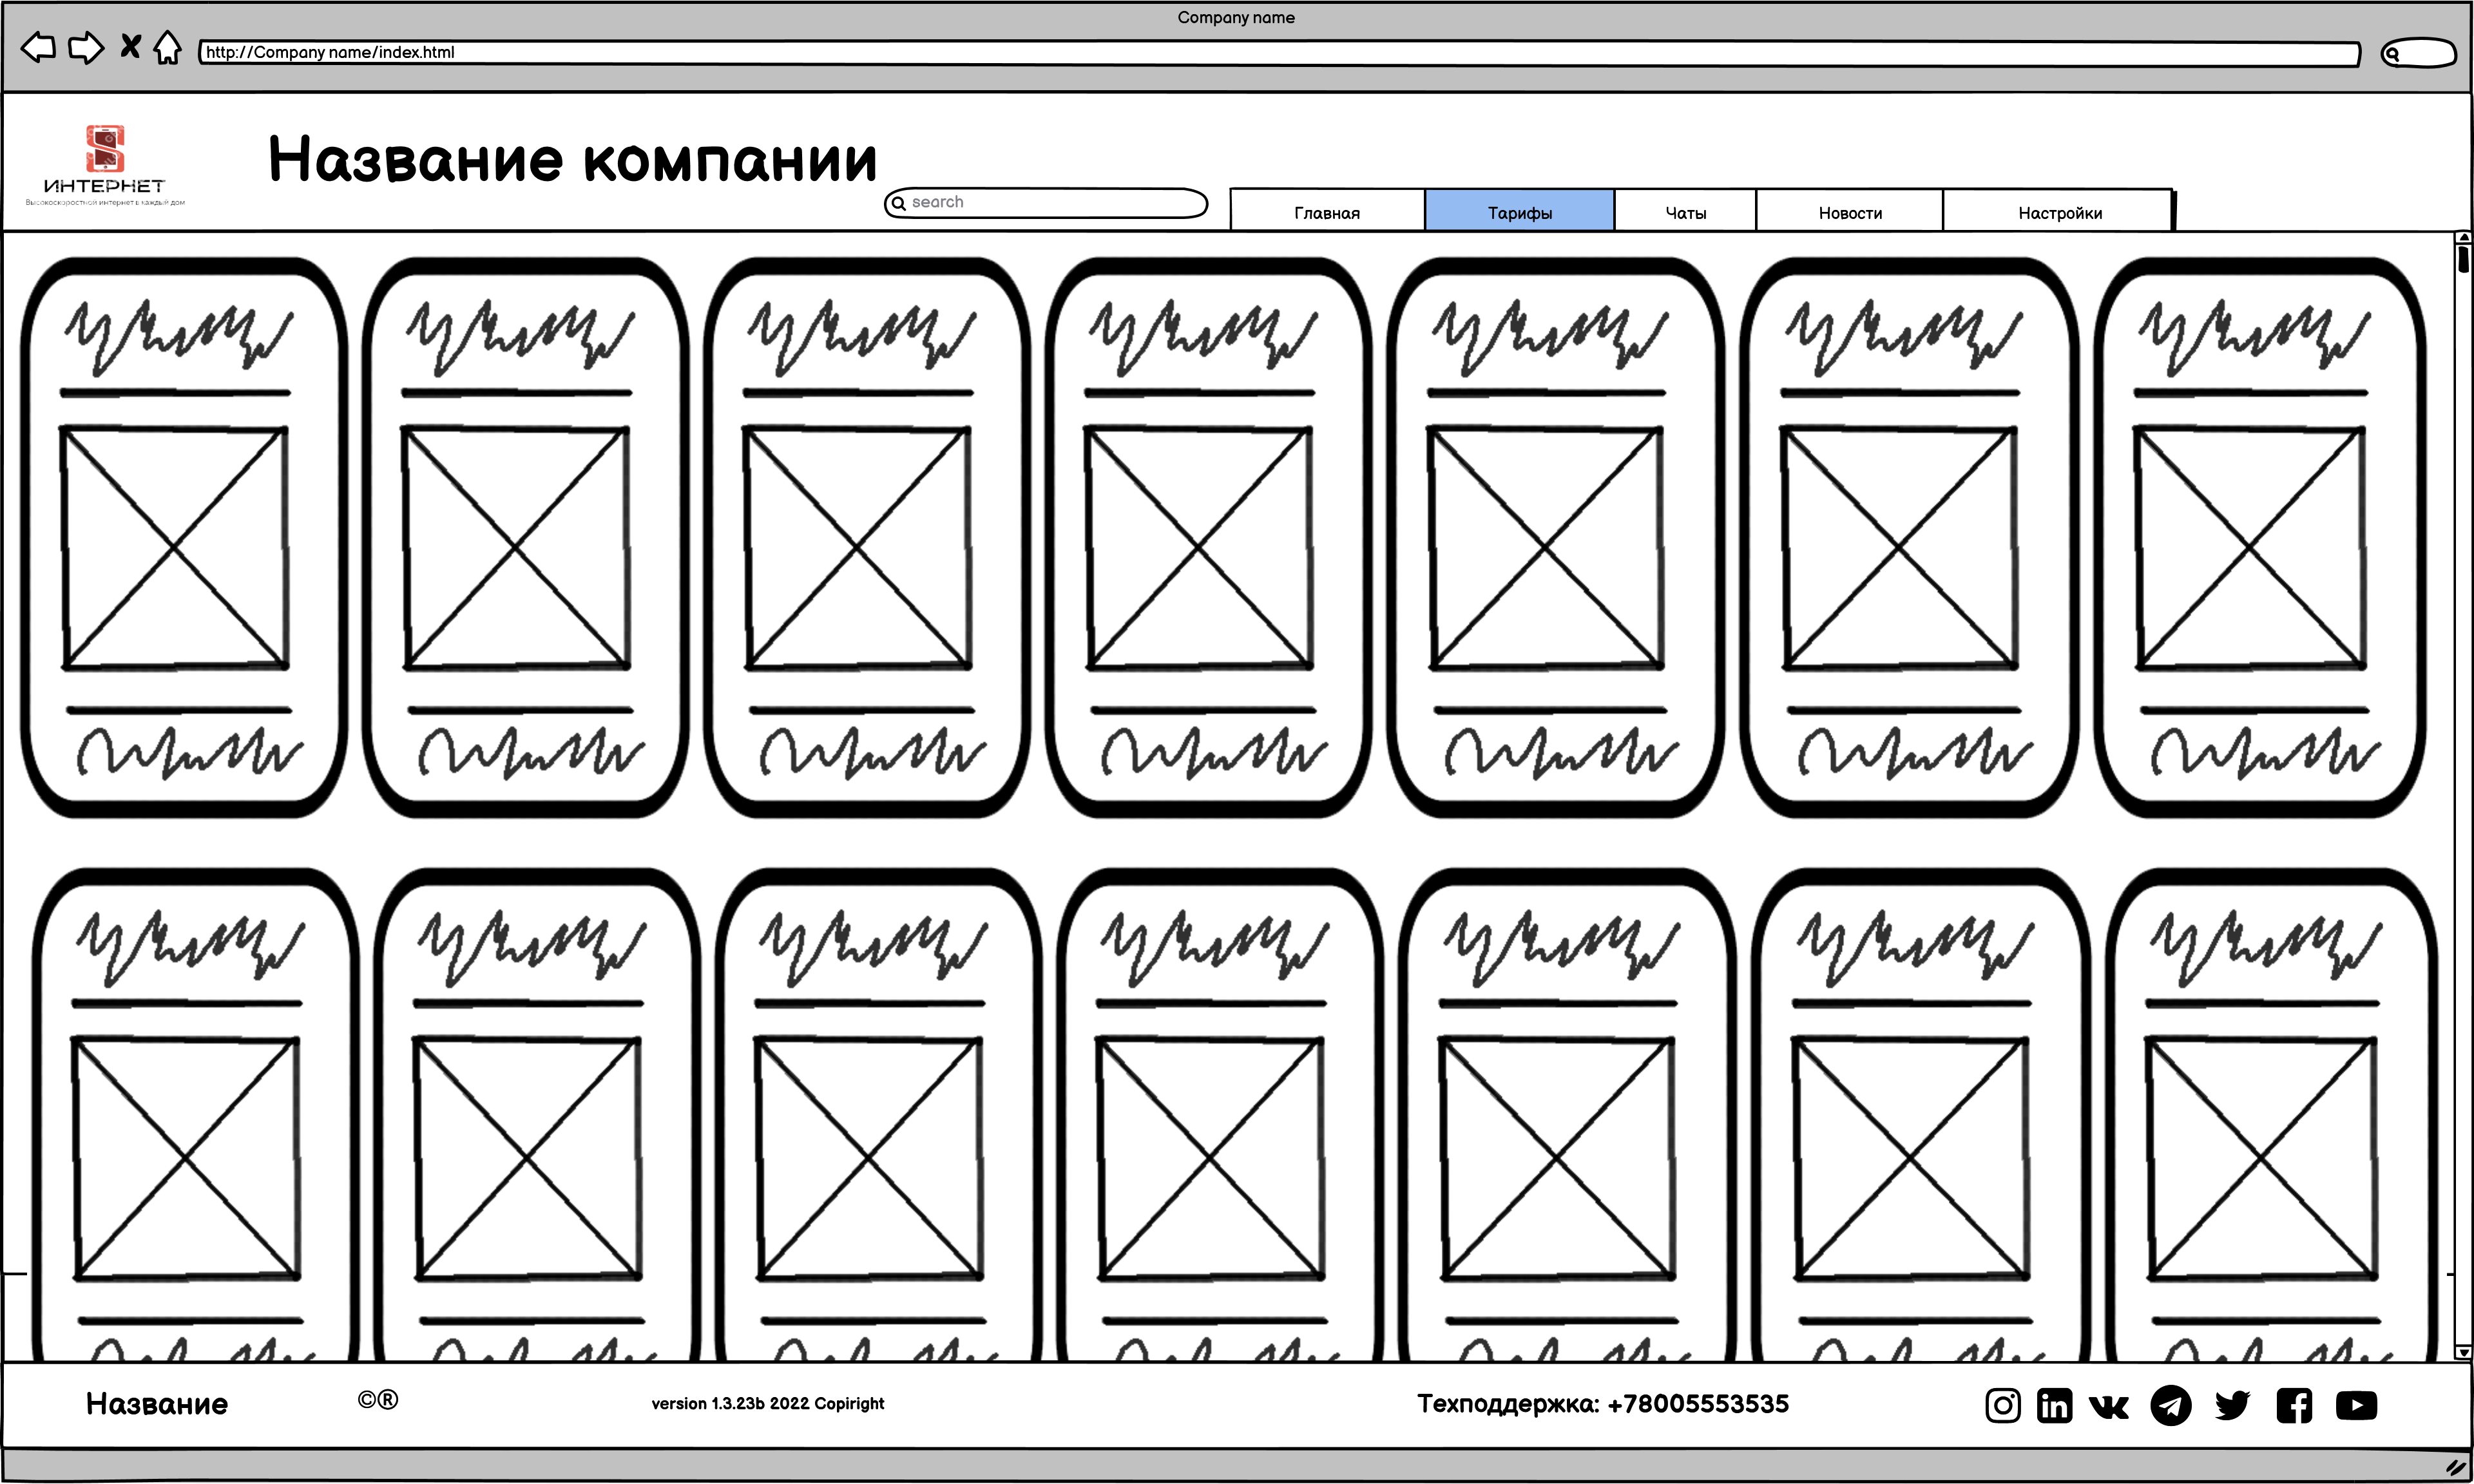 Company name
http://Company name/index.html
ИНТЕРНЕТ
Высокоскоростной интернет в каждый дом
Название компании
search
Главная
Тарифы
Чаты
Новости
Настройки
Название
©®
version 1.3.23b 2022 Copiright
Техподдержка: +78005553535